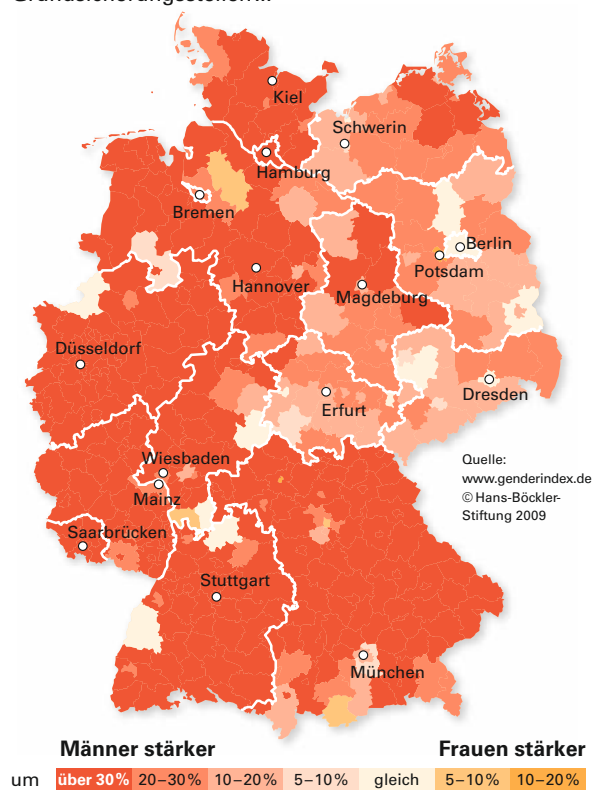 Kiel
Schwerin
Hamburg
Bremen
Berlin
Potsdam
Hannover
Magdeburg
Düsseldorf
Dresden
Erfurt
Wiesbaden
Mainz
Saarbrücken
Stuttgart
München
Quelle:
www.genderindex.de
© Hans-Böckler-
Stiftung 2009
Männer stärker Frauen stärker
um über 30% 20–30% 10–20% 5–10% gleich 5–10% 10–20%